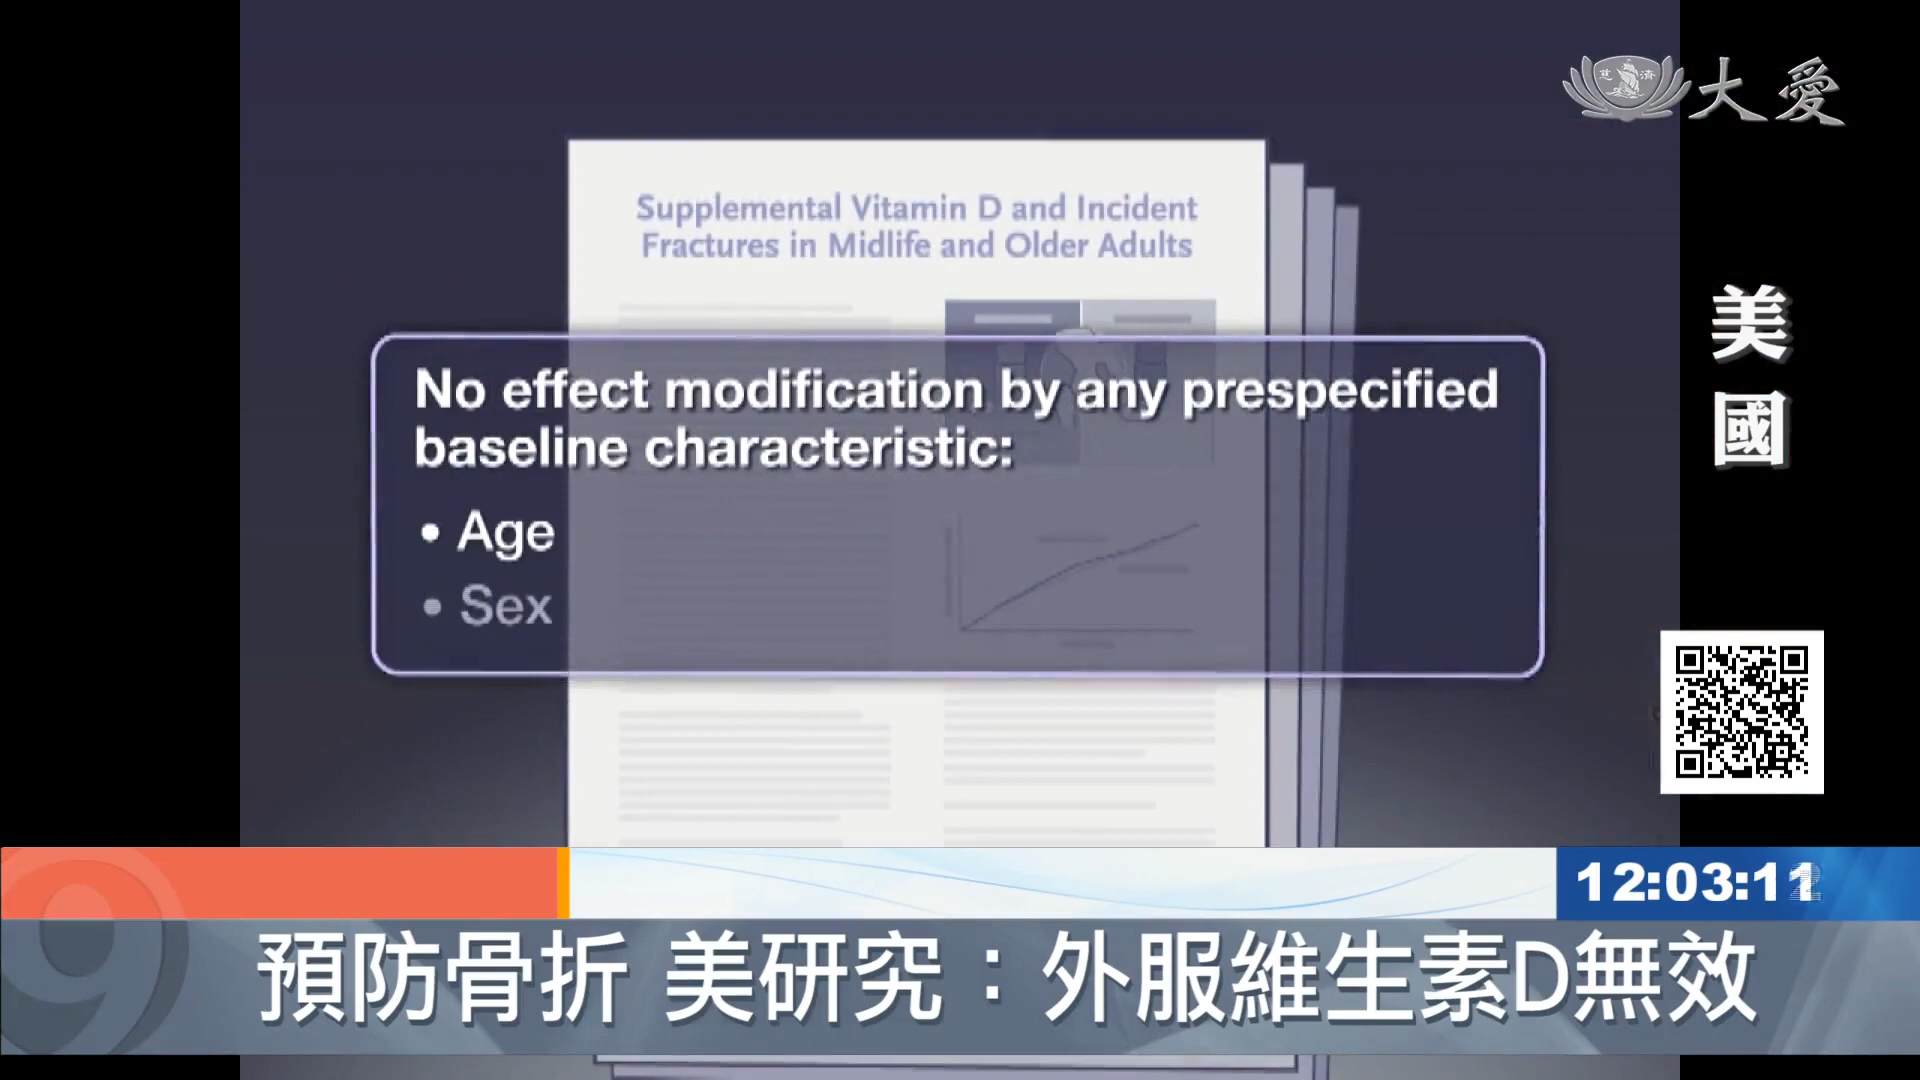 慈濟
大愛
Supplemental Vitamin D and Incident
Fractures in Midlife and Older Adults
No effect modification by any prespecified
baseline characteristic:
• Age
• Sex
美國
12:03:11
預防骨折 美研究：外服維生素D無效